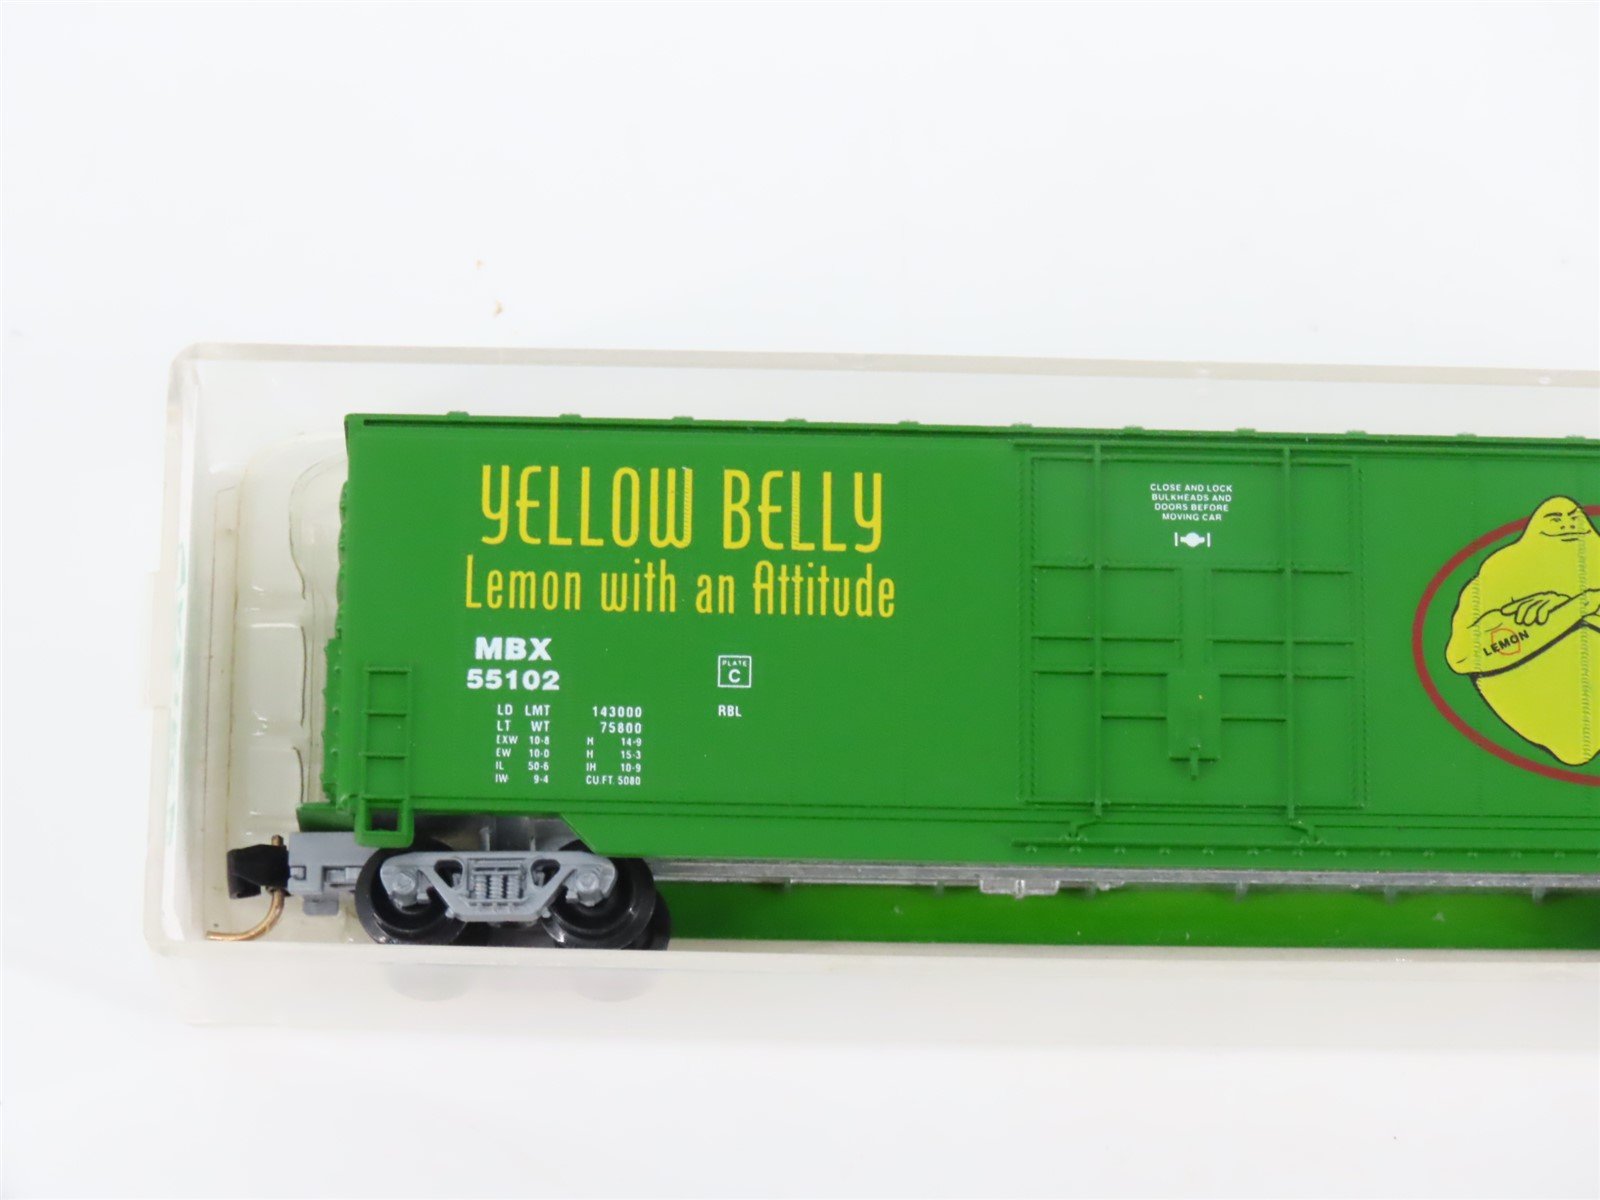 YELLOW BELLY
Lemon with an Attitude
MBX
55102
LD LMT 143000
LT WT 75800
EXW 10-8 H 14-9
EW 10-0 H 15-3
IL 50-6 IH 10-9
IW 9-4 CU.FT. 5080
PLATE
C
RBL
CLOSE AND LOCK
BULKHEADS AND
DOORS BEFORE
MOVING CAR
LEMON